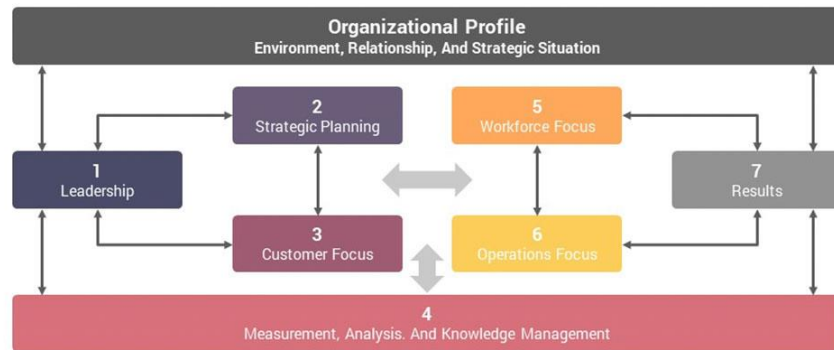 Organizational Profile
Environment, Relationship, And Strategic Situation
2
Strategic Planning
5
Workforce Focus
1
Leadership
7
Results
3
Customer Focus
6
Operations Focus
4
Measurement, Analysis. And Knowledge Management